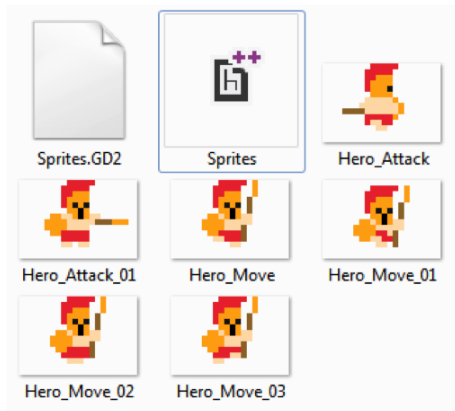 h++
Sprites.GD2
Sprites
Hero_Attack
Hero_Attack_01
Hero_Move
Hero_Move_01
Hero_Move_02
Hero_Move_03